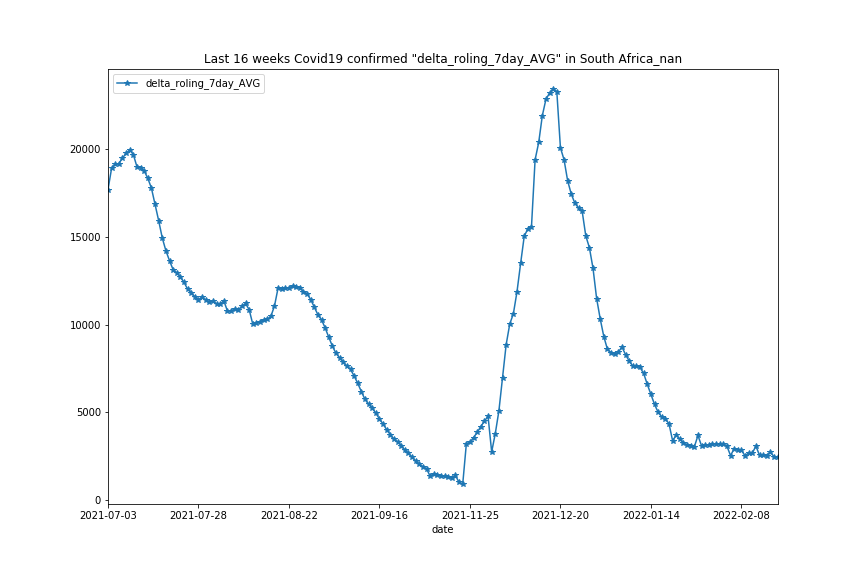 Last 16 weeks Covid19 confirmed "delta_roling_7day_AVG" in South Africa_nan
delta_roling_7day_AVG
20000
15000
10000
5000
0
2021-07-03 2021-07-28 2021-08-22 2021-09-16 2021-11-25 2021-12-20 2022-01-14 2022-02-08
date